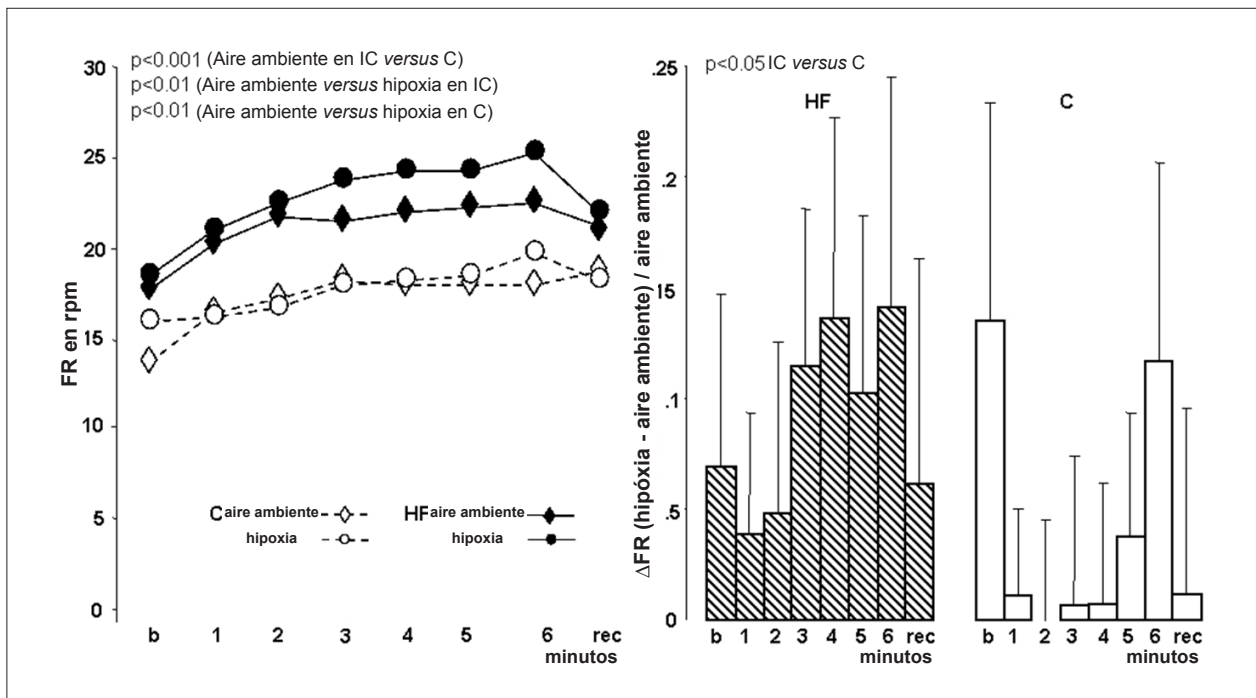 p<0.001 (Aire ambiente en IC versus C)
p<0.01 (Aire ambiente versus hipoxia en IC)
p<0.01 (Aire ambiente versus hipoxia en C)
FR en rpm
30
25
20
15
10
5
0
C aire ambiente
hipoxia
HF aire ambiente
hipoxia
b 1 2 3 4 5 6 rec
minutos
p<0.05 IC versus C
HF
C
ΔFR (hipóxia - aire ambiente) / aire ambiente
.25
.2
15
.1
.5
0
b 1 2 3 4 5 6 rec
minutos
b 1 2 3 4 5 6 rec
minutos